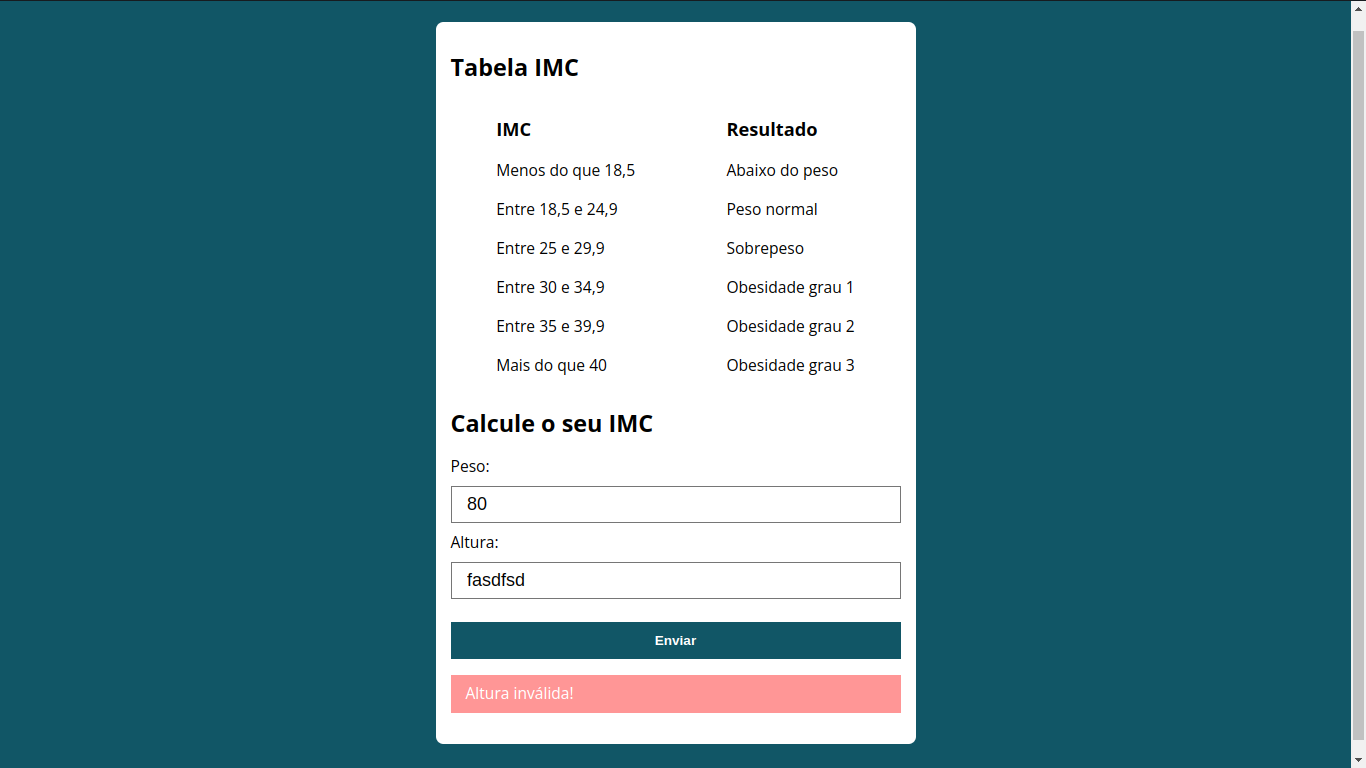 Tabela IMC
IMC Resultado
Menos do que 18,5 Abaixo do peso
Entre 18,5 e 24,9 Peso normal
Entre 25 e 29,9 Sobrepeso
Entre 30 e 34,9 Obesidade grau 1
Entre 35 e 39,9 Obesidade grau 2
Mais do que 40 Obesidade grau 3
Calcule o seu IMC
Peso:
80
Altura:
fasdfsd
Enviar
Altura inválida!